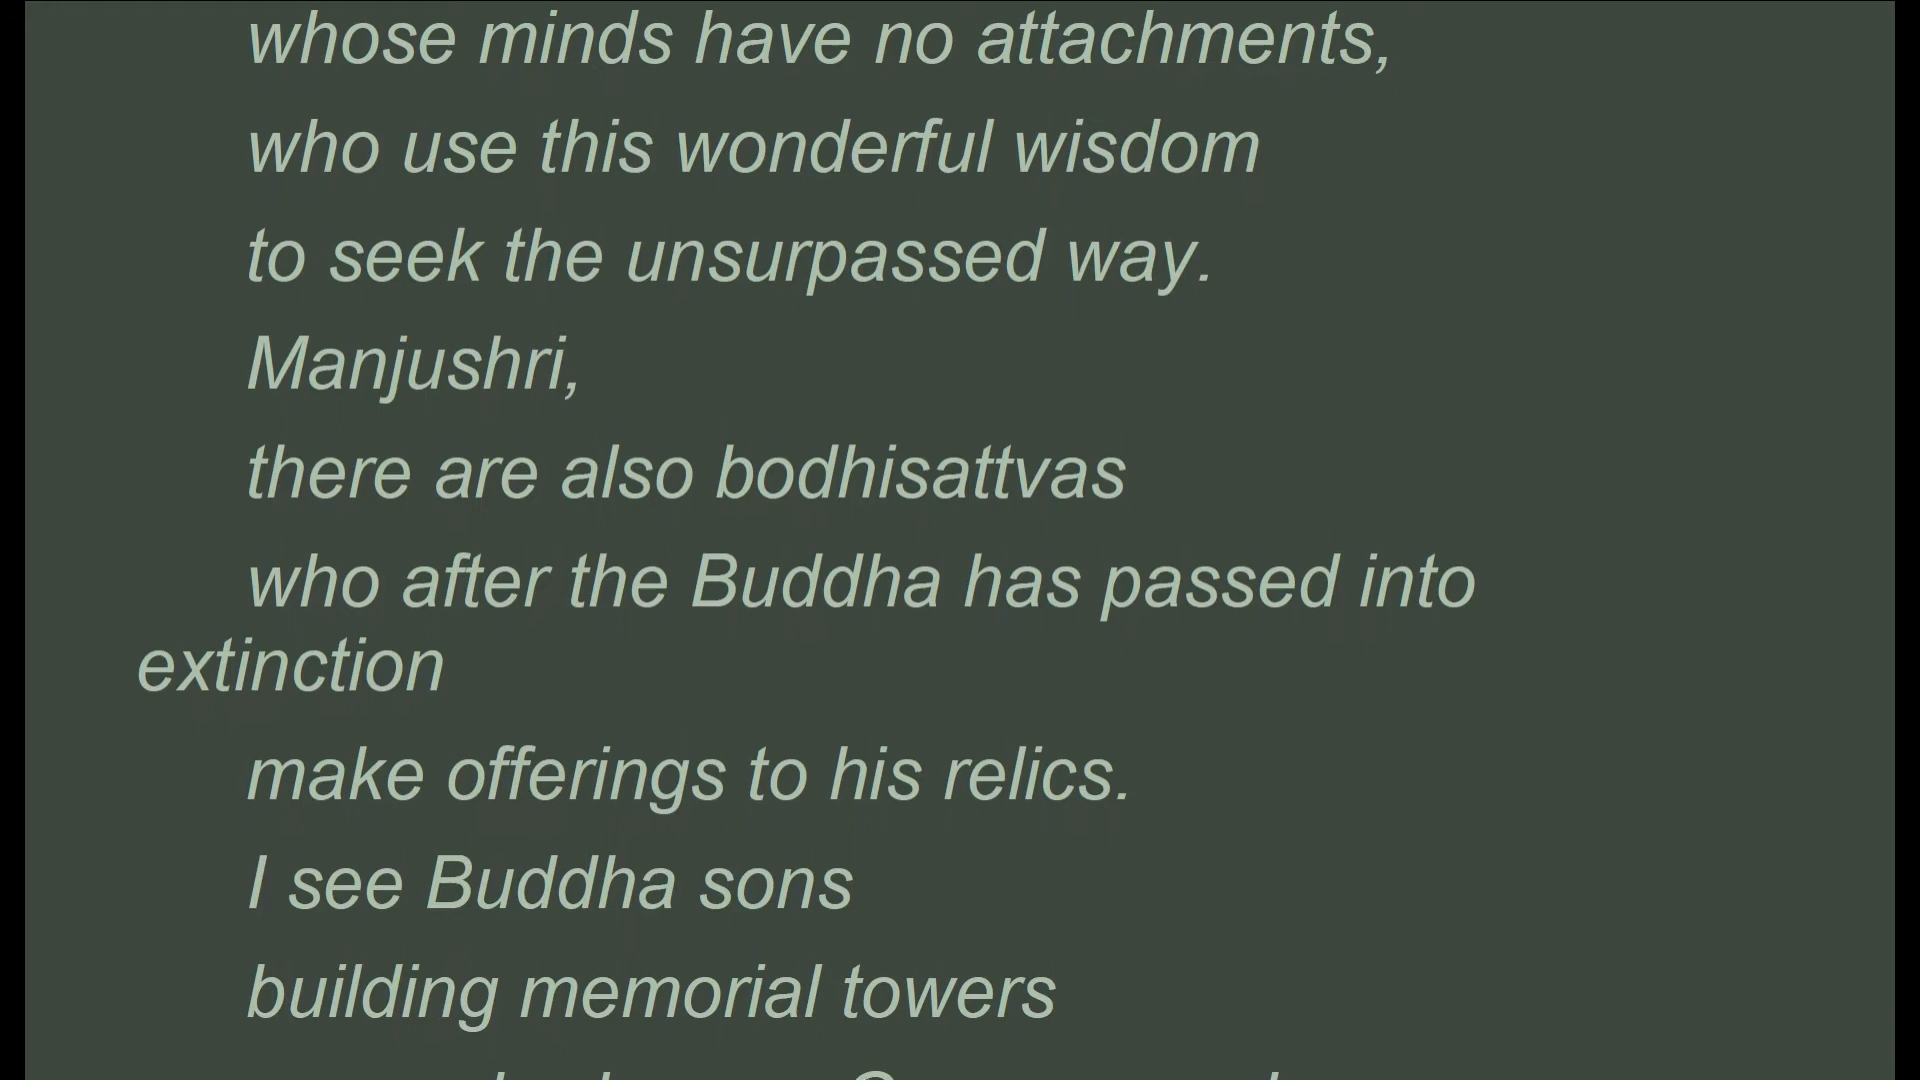 whose minds have no attachments,
who use this wonderful wisdom
to seek the unsurpassed way.
Manjushri,
there are also bodhisattvas
who after the Buddha has passed into
extinction
make offerings to his relics.
I see Buddha sons
building memorial towers